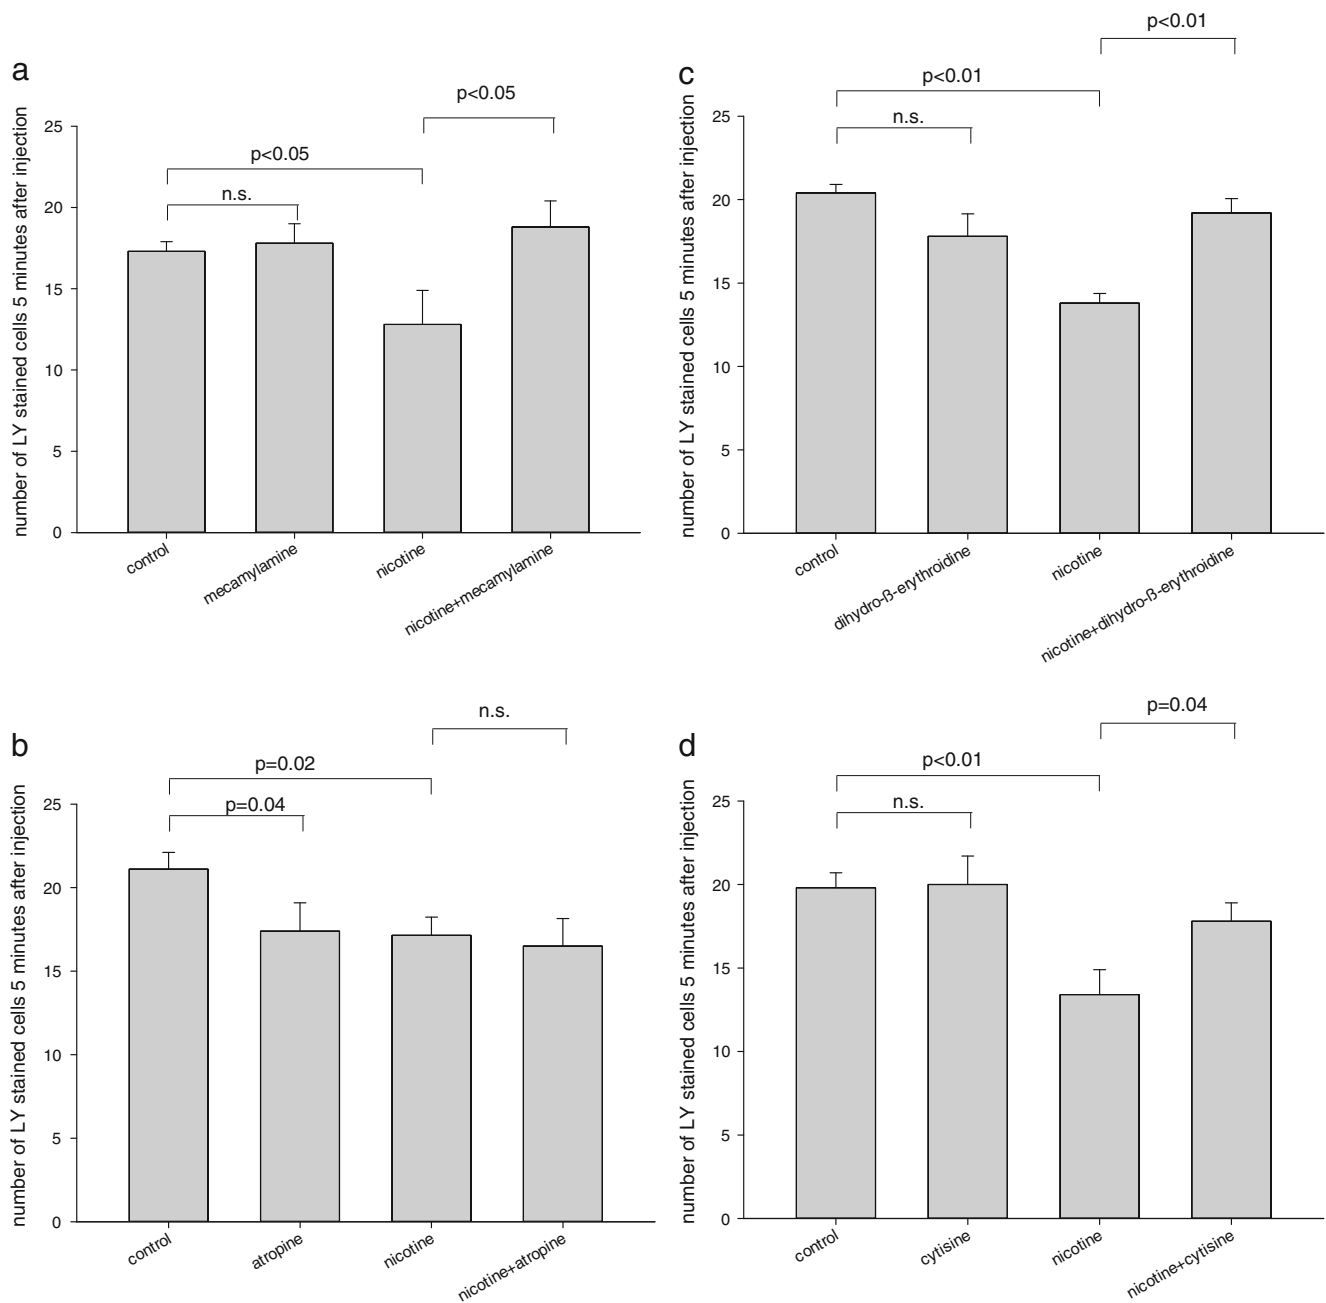 a
p<0.05
p<0.05
n.s.
number of LY stained cells 5 minutes after injection
25
20
15
10
5
0
control
mecamylamine
nicotine
nicotine+mecamylamine
c
p<0.01
p<0.01
n.s.
number of LY stained cells 5 minutes after injection
25
20
15
10
5
0
control
dihydro-ß-erythroidine
nicotine
nicotine+dihydro-ß-erythroidine
b
n.s.
p=0.02
p=0.04
number of LY stained cells 5 minutes after injection
25
20
15
10
5
0
control
atropine
nicotine
nicotine+atropine
d
p=0.04
p<0.01
n.s.
number of LY stained cells 5 minutes after injection
25
20
15
10
5
0
control
cytisine
nicotine
nicotine+cytisine